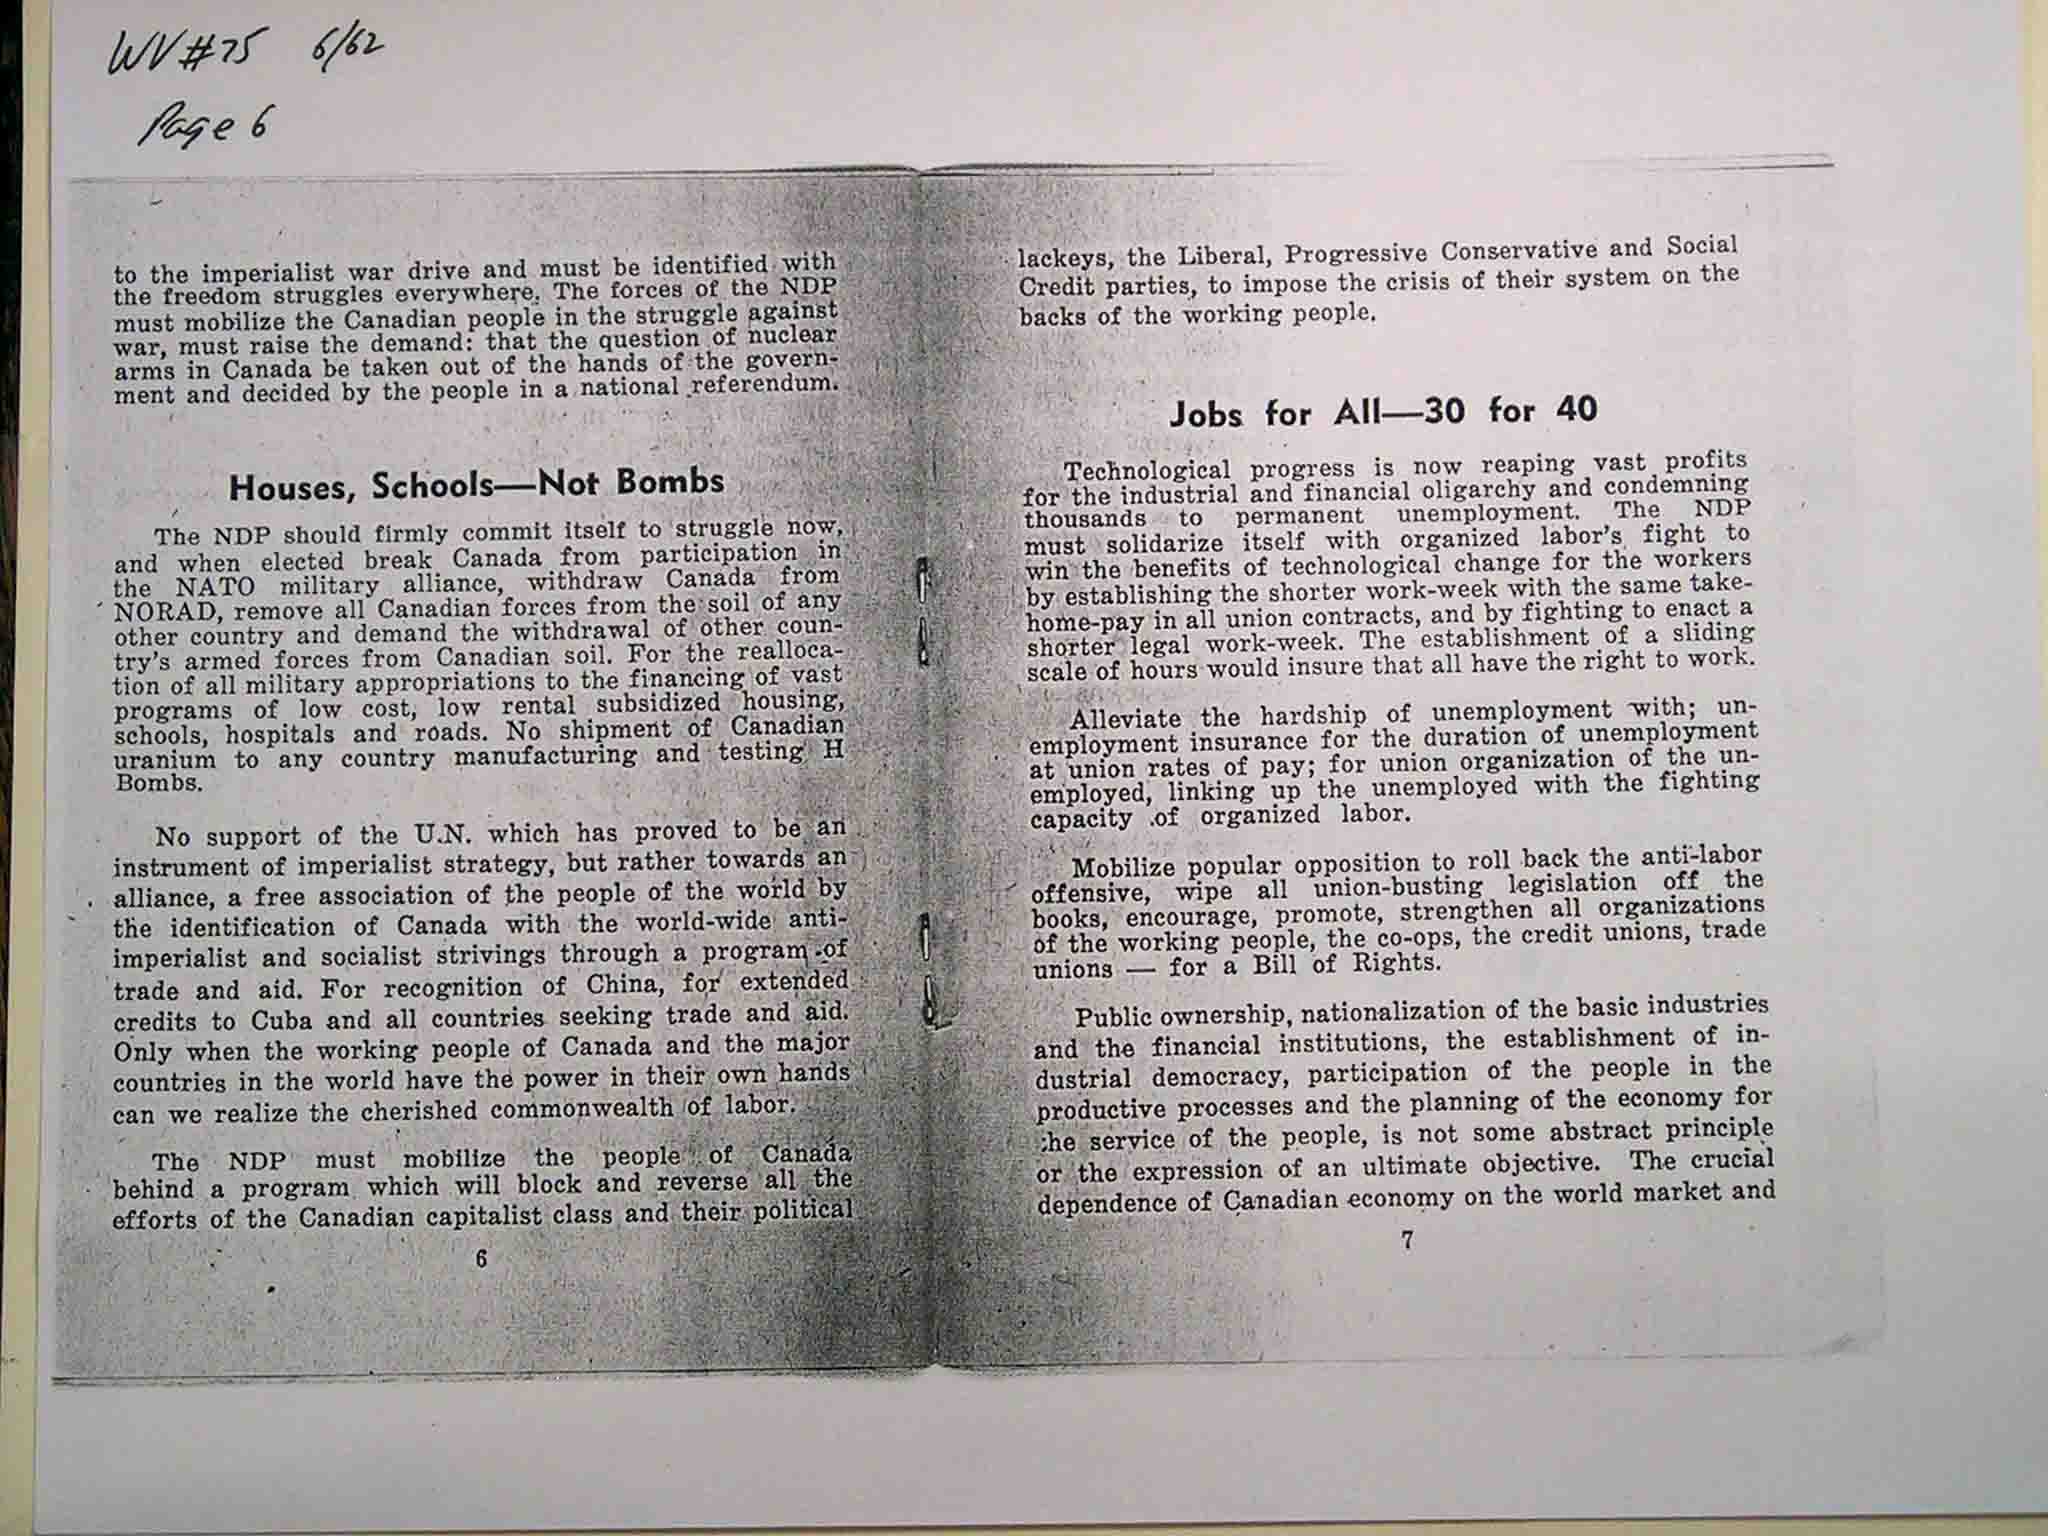 WV #75 6/62
Page 6
to the imperialist war drive and must be identified with
the freedom struggles everywhere. The forces of the NDP
must mobilize the Canadian people in the struggle against
war, must raise the demand: that the question of nuclear
arms in Canada be taken out of the hands of the govern-
ment and decided by the people in a national referendum.
Houses, Schools—Not Bombs
The NDP should firmly commit itself to struggle now,
and when elected break Canada from participation in
the NATO military alliance, withdraw Canada from
NORAD, remove all Canadian forces from the soil of any
other country and demand the withdrawal of other coun-
try's armed forces from Canadian soil. For the realloca-
tion of all military appropriations to the financing of vast
programs of low cost, low rental subsidized housing,
schools, hospitals and roads. No shipment of Canadian
uranium to any country manufacturing and testing H
Bombs.
No support of the U.N. which has proved to be an
instrument of imperialist strategy, but rather towards an
alliance, a free association of the people of the world by
the identification of Canada with the world-wide anti-
imperialist and socialist strivings through a program of
trade and aid. For recognition of China, for extended
credits to Cuba and all countries seeking trade and aid.
Only when the working people of Canada and the major
countries in the world have the power in their own hands
can we realize the cherished commonwealth of labor.
The NDP must mobilize the people of Canada
behind a program which will block and reverse all the
efforts of the Canadian capitalist class and their political
6
lackeys, the Liberal, Progressive Conservative and Social
Credit parties, to impose the crisis of their system on the
backs of the working people.
Jobs for All—30 for 40
Technological progress is now reaping vast profits
for the industrial and financial oligarchy and condemning
thousands to permanent unemployment. The NDP
must solidarize itself with organized labor's fight to
win the benefits of technological change for the workers
by establishing the shorter work-week with the same take-
home-pay in all union contracts, and by fighting to enact a
shorter legal work-week. The establishment of a sliding
scale of hours would insure that all have the right to work.
Alleviate the hardship of unemployment with; un-
employment insurance for the duration of unemployment
at union rates of pay; for union organization of the un-
employed, linking up the unemployed with the fighting
capacity of organized labor.
Mobilize popular opposition to roll back the anti-labor
offensive, wipe all union-busting legislation off the
books, encourage, promote, strengthen all organizations
of the working people, the co-ops, the credit unions, trade
unions — for a Bill of Rights.
Public ownership, nationalization of the basic industries
and the financial institutions, the establishment of in-
dustrial democracy, participation of the people in the
productive processes and the planning of the economy for
the service of the people, is not some abstract principle
or the expression of an ultimate objective. The crucial
dependence of Canadian economy on the world market and
7